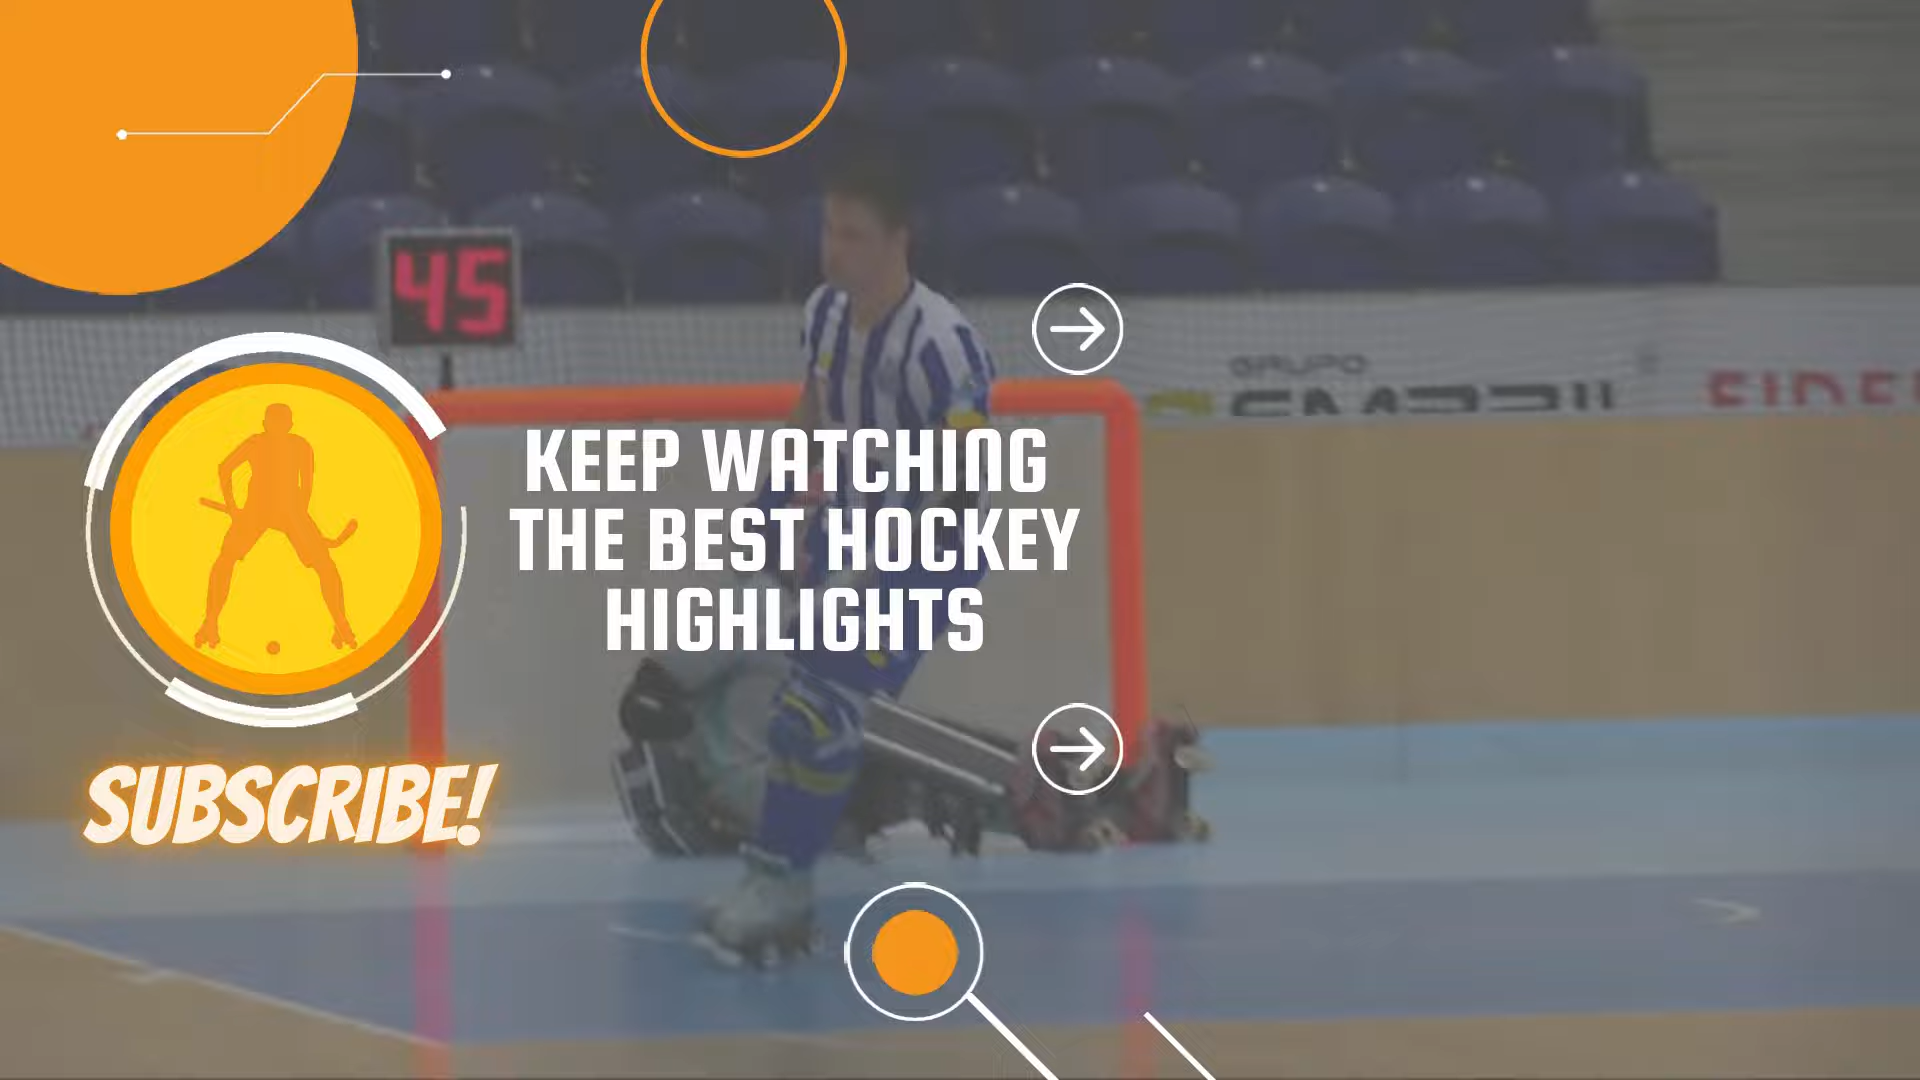 45
GRUPO
KEEP WATCHING
THE BEST HOCKEY
HIGHLIGHTS
SUBSCRIBE!